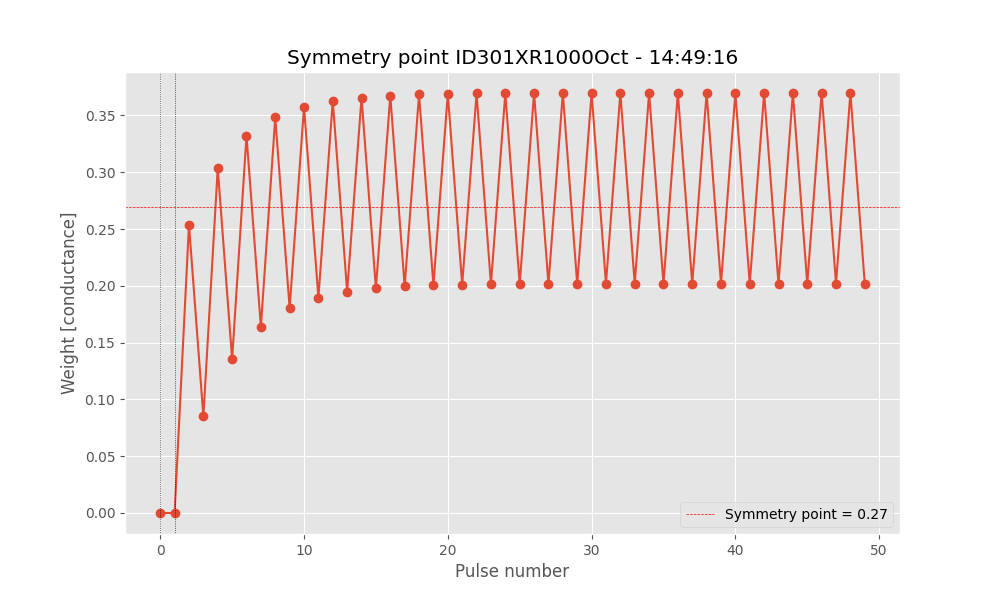 Symmetry point ID301XR1000Oct - 14:49:16
Weight [conductance]
0.35
0.30
0.25
0.20
0.15
0.10
0.05
0.00
Symmetry point = 0.27
0 10 20 30 40 50
Pulse number